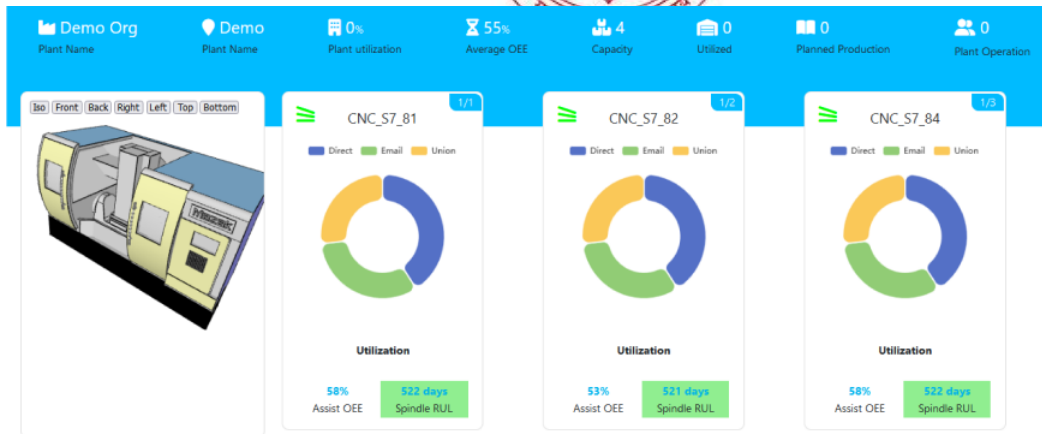 Demo Org
Plant Name
Demo
Plant Name
0%
Plant utilization
55%
Average OEE
4
Capacity
0
Utilized
0
Planned Production
0
Plant Operation
Iso Front Back Right Left Top Bottom
1/1
CNC_S7_81
Direct Email Union
Utilization
58%
Assist OEE
522 days
Spindle RUL
1/2
CNC_S7_82
Direct Email Union
Utilization
53%
Assist OEE
521 days
Spindle RUL
1/3
CNC_S7_84
Direct Email Union
Utilization
58%
Assist OEE
522 days
Spindle RUL